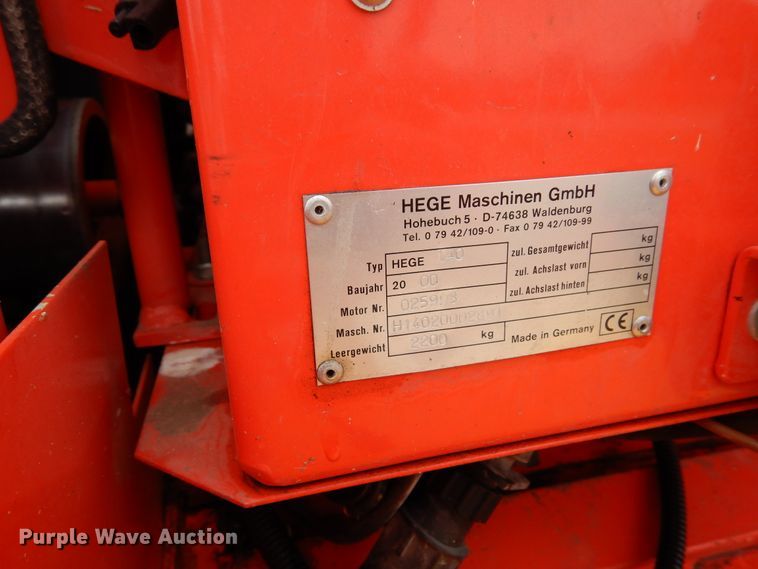 HEGE Maschinen GmbH
Hohebuch 5 · D-74638 Waldenburg
Tel. 0 79 42/109-0 · Fax 0 79 42/109-99
Typ HEGE 140
Baujahr 20 00
Motor Nr.
Masch. Nr.
Leergewicht 2200 kg
zul. Gesamtgewicht kg
zul. Achslast vorn kg
zul. Achslast hinten kg
Made in Germany CE
Purple Wave Auction